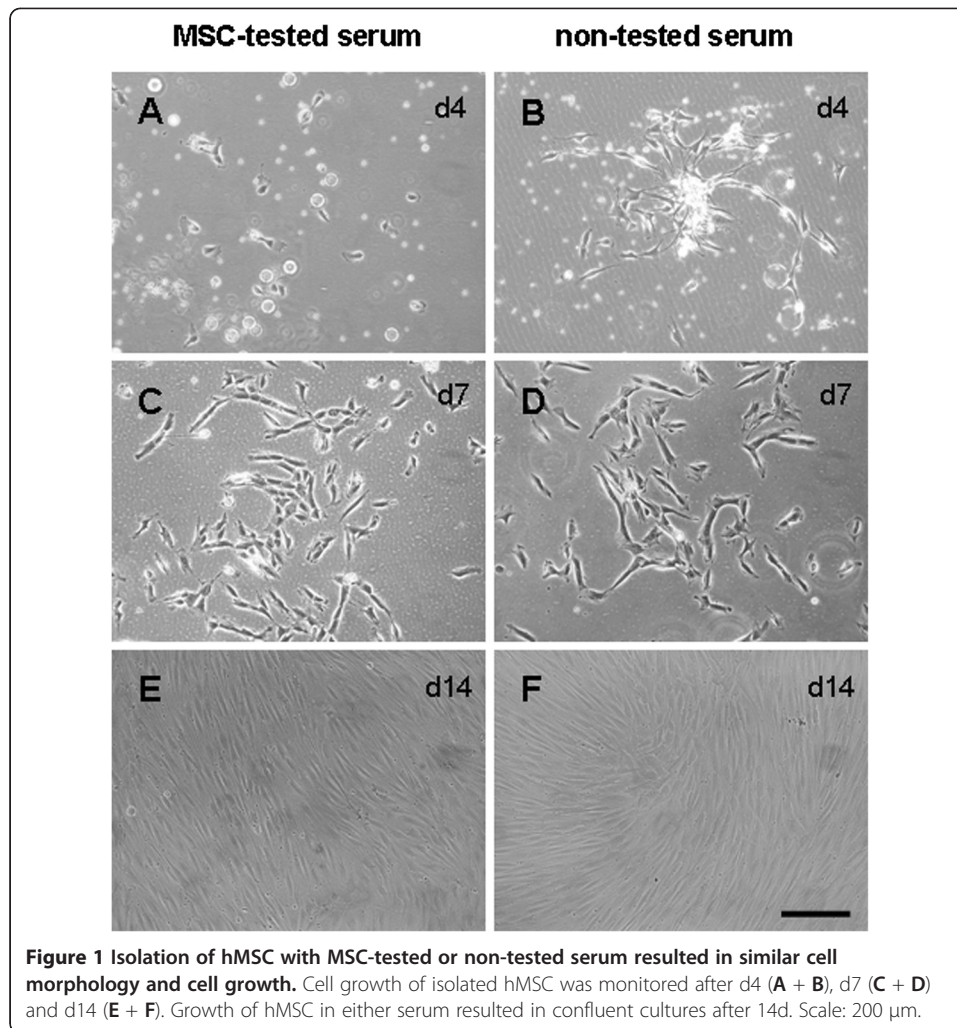 MSC-tested serum non-tested serum
A d4 B d4
C d7 D d7
E d14 F d14
Figure 1 Isolation of hMSC with MSC-tested or non-tested serum resulted in similar cell
morphology and cell growth. Cell growth of isolated hMSC was monitored after d4 (A + B), d7 (C + D)
and d14 (E + F). Growth of hMSC in either serum resulted in confluent cultures after 14d. Scale: 200 μm.